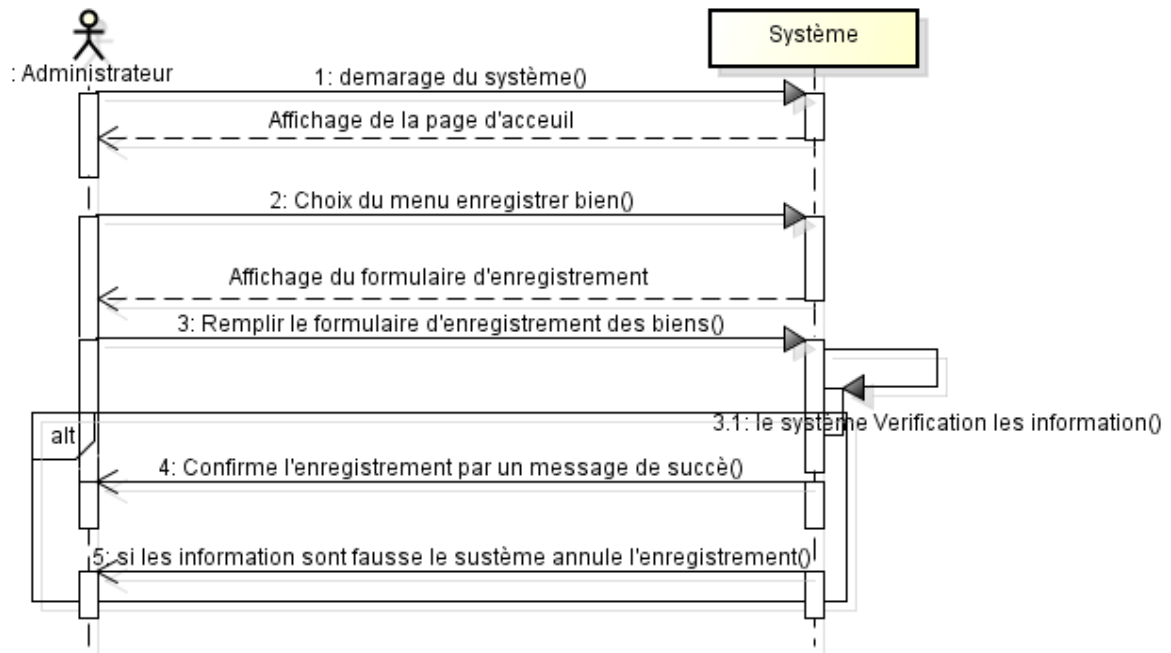 Système
: Administrateur
1: demarage du système()
Affichage de la page d'acceuil
2: Choix du menu enregistrer bien()
Affichage du formulaire d'enregistrement
3: Remplir le formulaire d'enregistrement des biens()
3.1: le système Verification les information()
alt
4: Confirme l'enregistrement par un message de succè()
5: si les information sont fausse le sustème annule l'enregistrement()